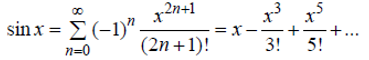 sin x = ∞ ∑ n=0 (-1)^n x^{2n+1} / (2n+1)! = x - x^3 / 3! + x^5 / 5! + ...